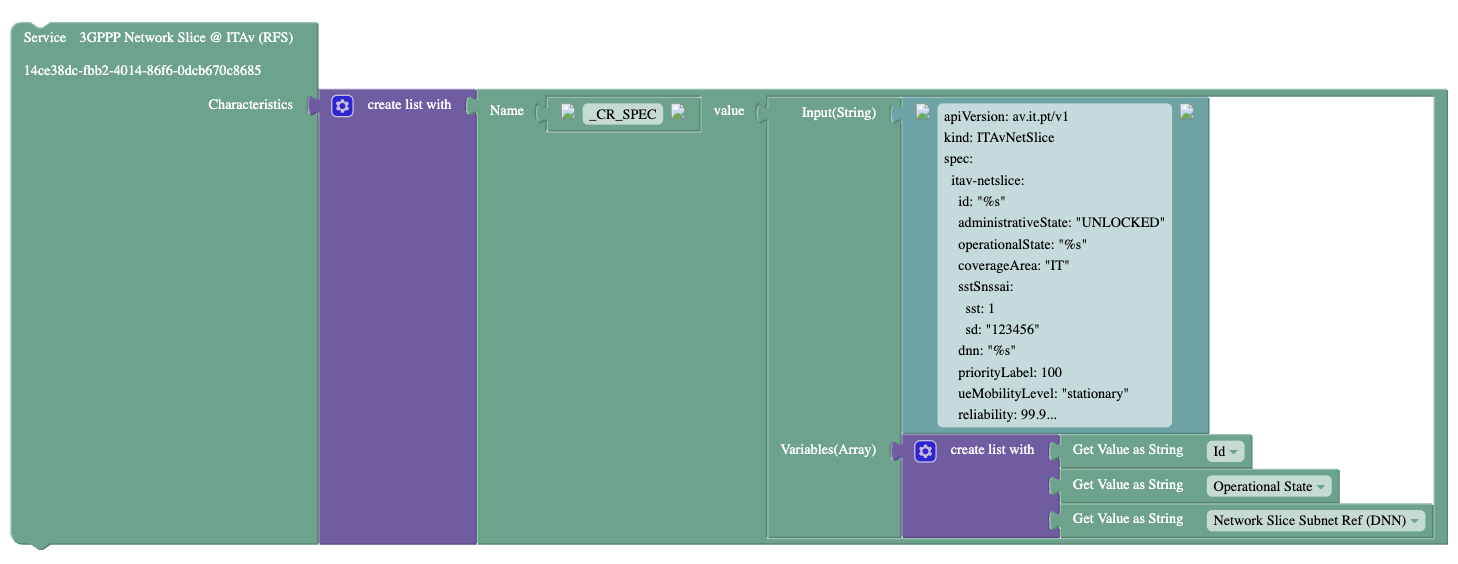 Service 3GPPP Network Slice @ ITAv (RFS)
14ce38dc-fbb2-4014-86f6-0dcb670c8685
Characteristics create list with Name _CR_SPEC value Input(String)
apiVersion: av.it.pt/v1
kind: ITAvNetSlice
spec:
itav-netslice:
id: "%s"
administrativeState: "UNLOCKED"
operationalState: "%s"
coverageArea: "IT"
sstSnssai:
sst: 1
sd: "123456"
dnn: "%s"
priorityLabel: 100
ueMobilityLevel: "stationary"
reliability: 99.9...
Variables(Array) create list with Get Value as String Id
Get Value as String Operational State
Get Value as String Network Slice Subnet Ref (DNN)